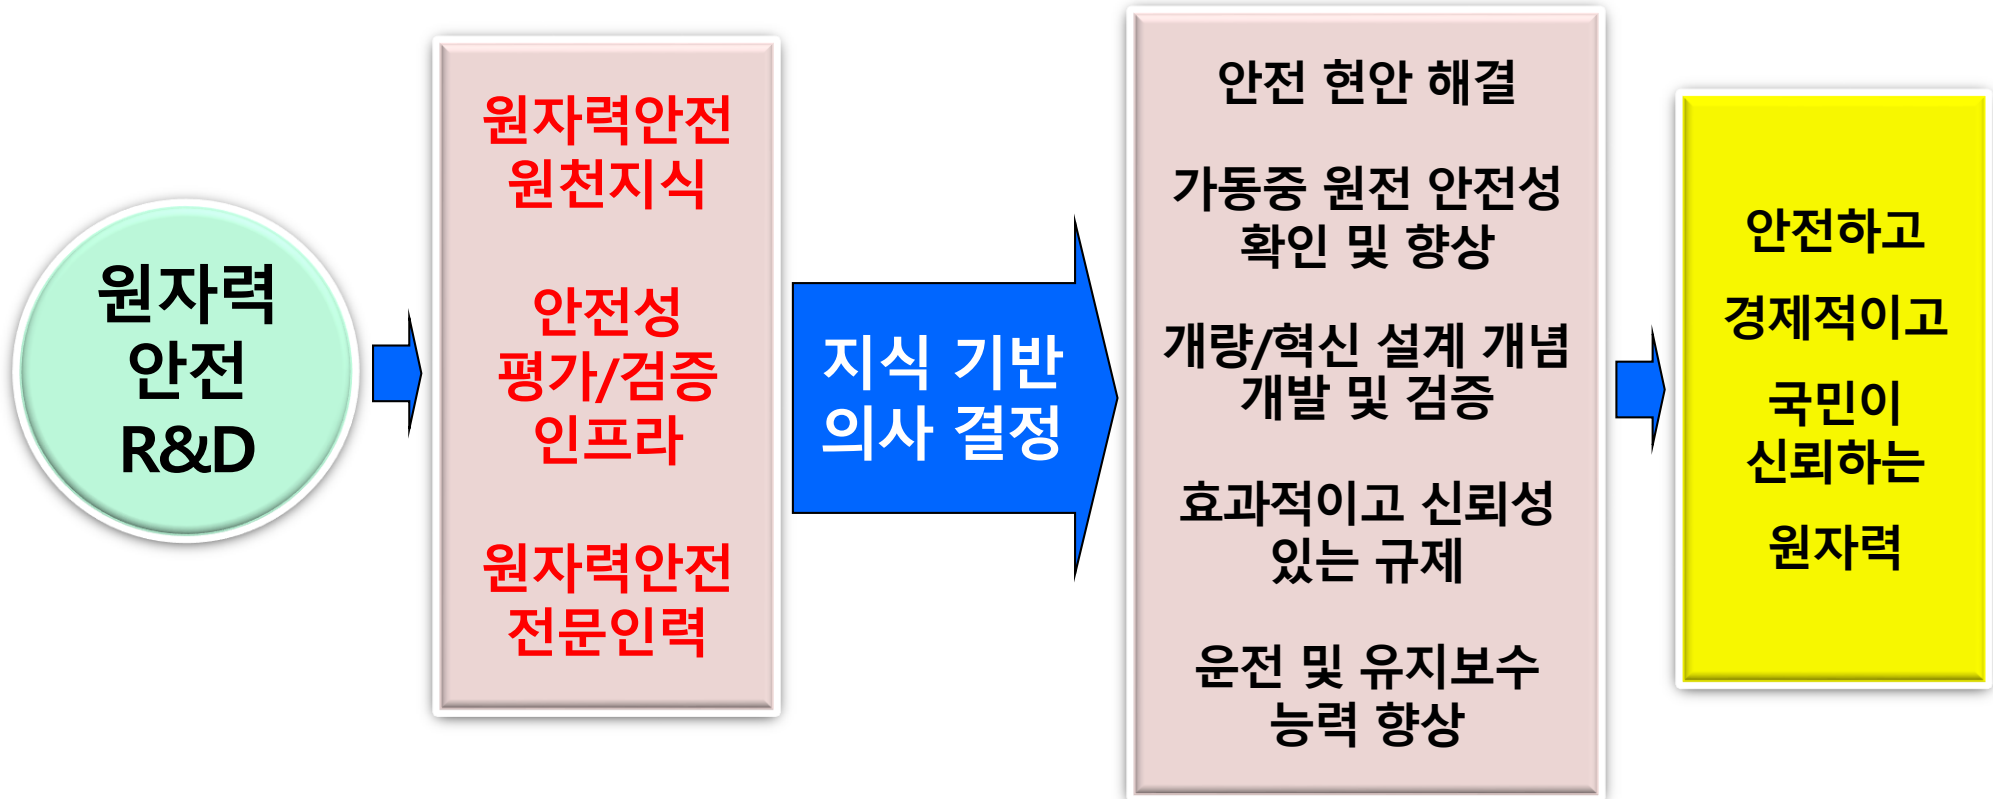 원자력
안전
R&D
원자력안전
원천지식
안전성
평가/검증
인프라
원자력안전
전문인력
지식 기반
의사 결정
안전 현안 해결
가동중 원전 안전성
확인 및 향상
개량/혁신 설계 개념
개발 및 검증
효과적이고 신뢰성
있는 규제
운전 및 유지보수
능력 향상
안전하고
경제적이고
국민이
신뢰하는
원자력